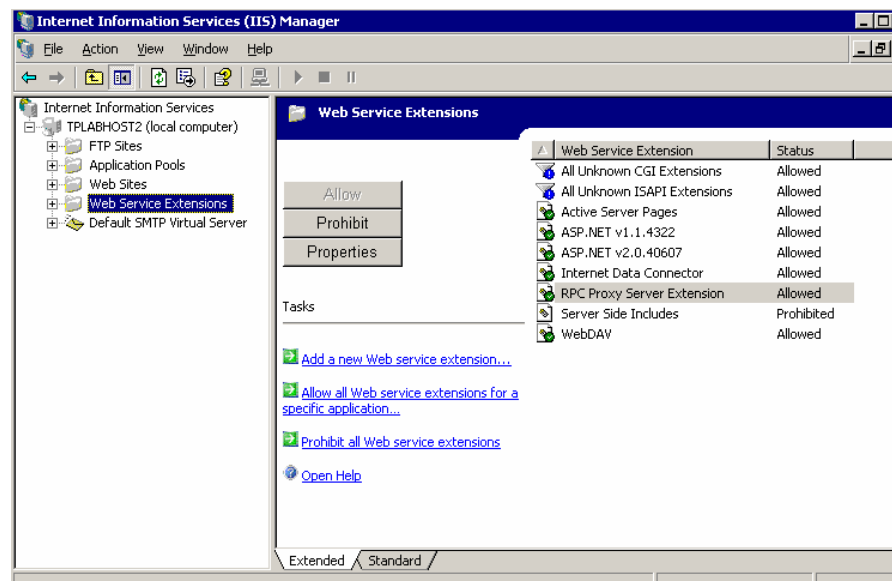 Internet Information Services (IIS) Manager
File Action View Window Help
Internet Information Services
TPLABHOST2 (local computer)
FTP Sites
Application Pools
Web Sites
Web Service Extensions
Default SMTP Virtual Server
Web Service Extensions
Allow
Prohibit
Properties
Tasks
Add a new Web service extension...
Allow all Web service extensions for a
specific application...
Prohibit all Web service extensions
Open Help
Web Service Extension Status
All Unknown CGI Extensions Allowed
All Unknown ISAPI Extensions Allowed
Active Server Pages Allowed
ASP.NET v1.1.4322 Allowed
ASP.NET v2.0.40607 Allowed
Internet Data Connector Allowed
RPC Proxy Server Extension Allowed
Server Side Includes Prohibited
WebDAV Allowed
Extended Standard